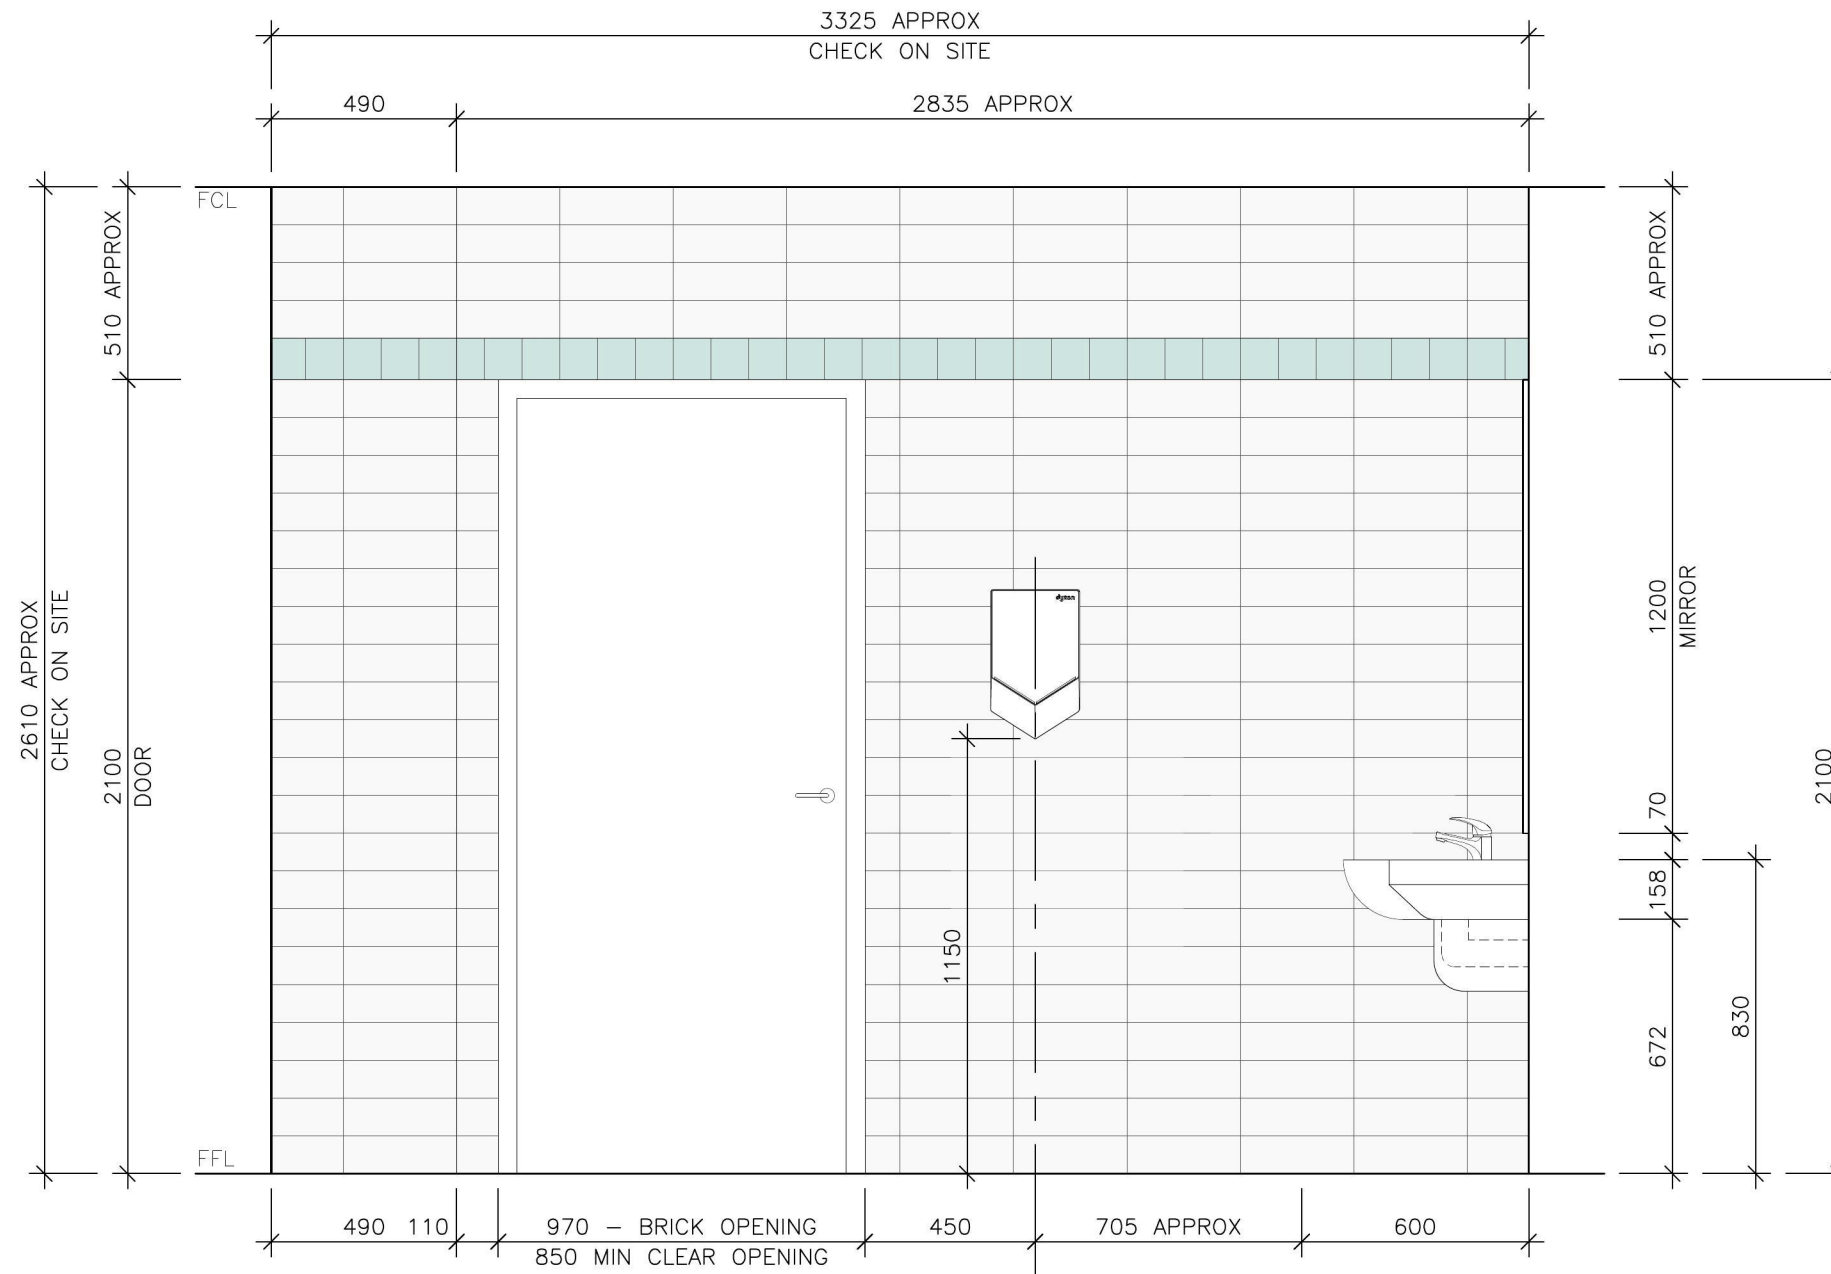 3325 APPROX
CHECK ON SITE
490
2835 APPROX
FCL
510 APPROX
510 APPROX
2610 APPROX
CHECK ON SITE
2100
DOOR
dyson
1200
MIRROR
70
158
2100
1150
672
830
FFL
490
110
970 – BRICK OPENING
850 MIN CLEAR OPENING
450
705 APPROX
600